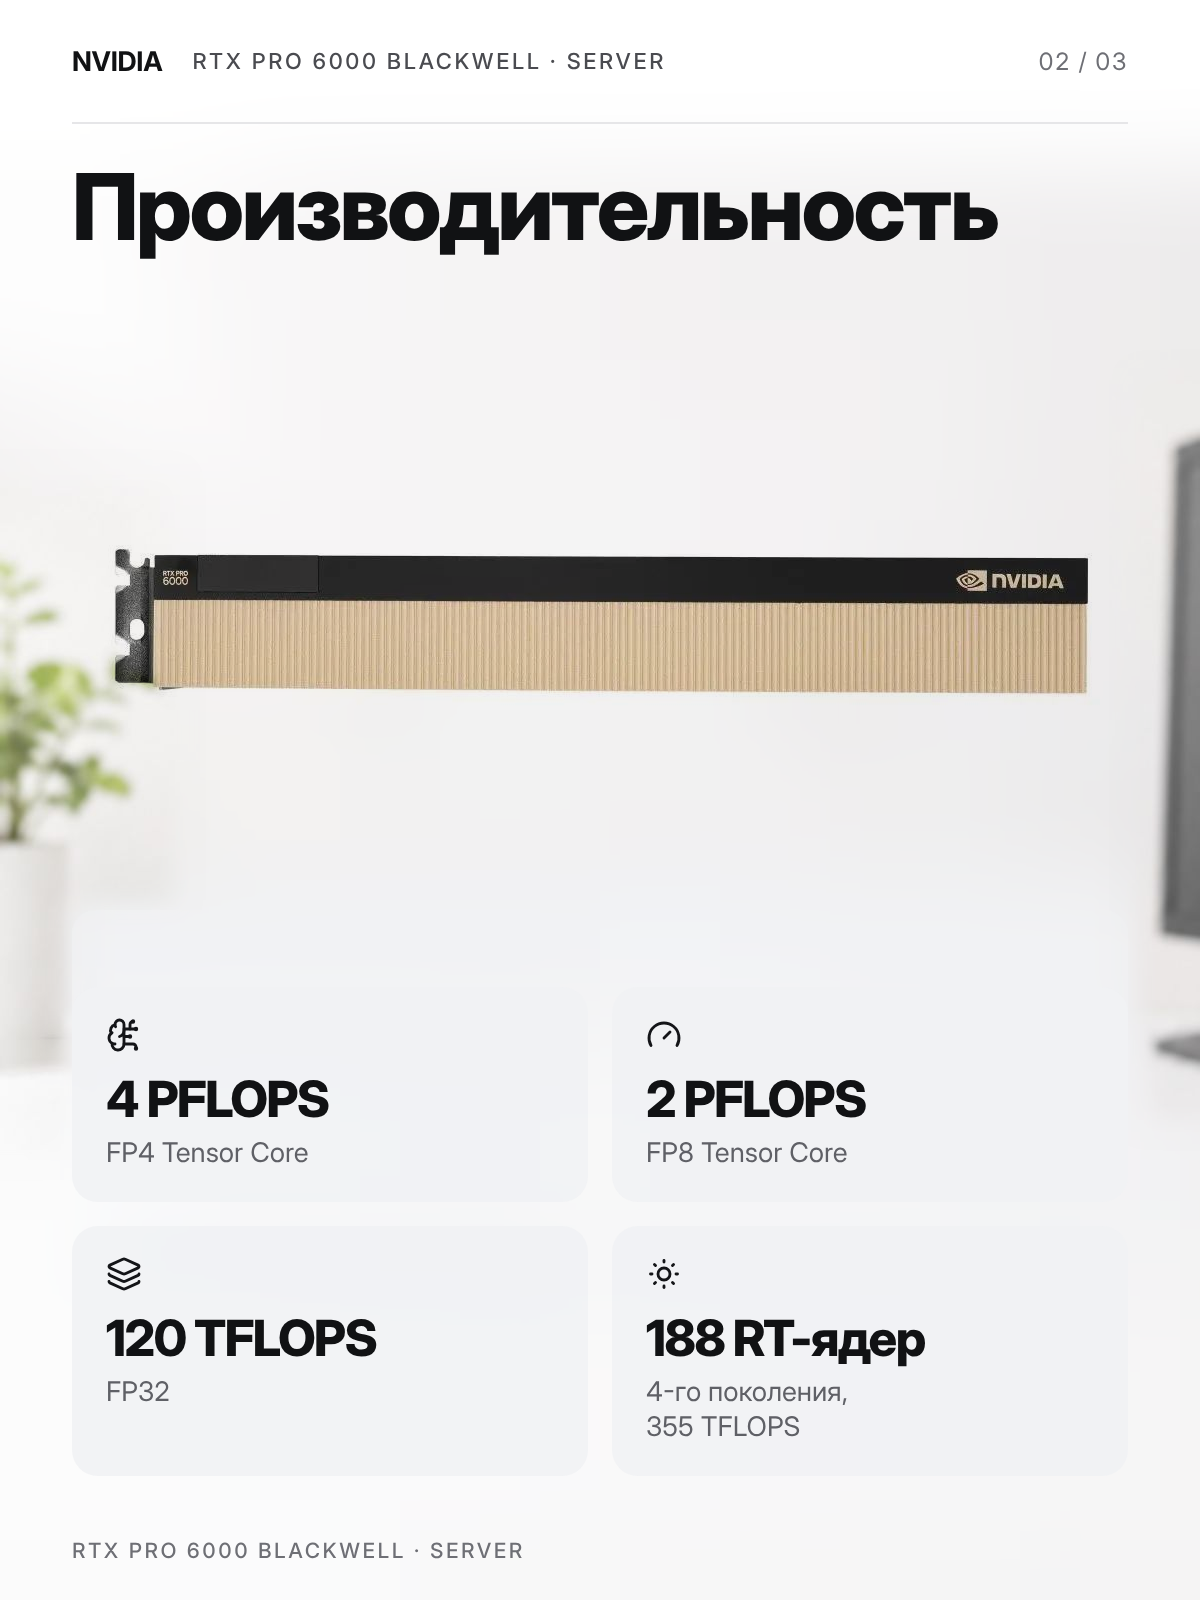 NVIDIA RTX PRO 6000 BLACKWELL · SERVER 02 / 03
Производительность
RTX PRO
6000
NVIDIA
4 PFLOPS
FP4 Tensor Core
2 PFLOPS
FP8 Tensor Core
120 TFLOPS
FP32
188 RT-ядер
4-го поколения,
355 TFLOPS
RTX PRO 6000 BLACKWELL · SERVER